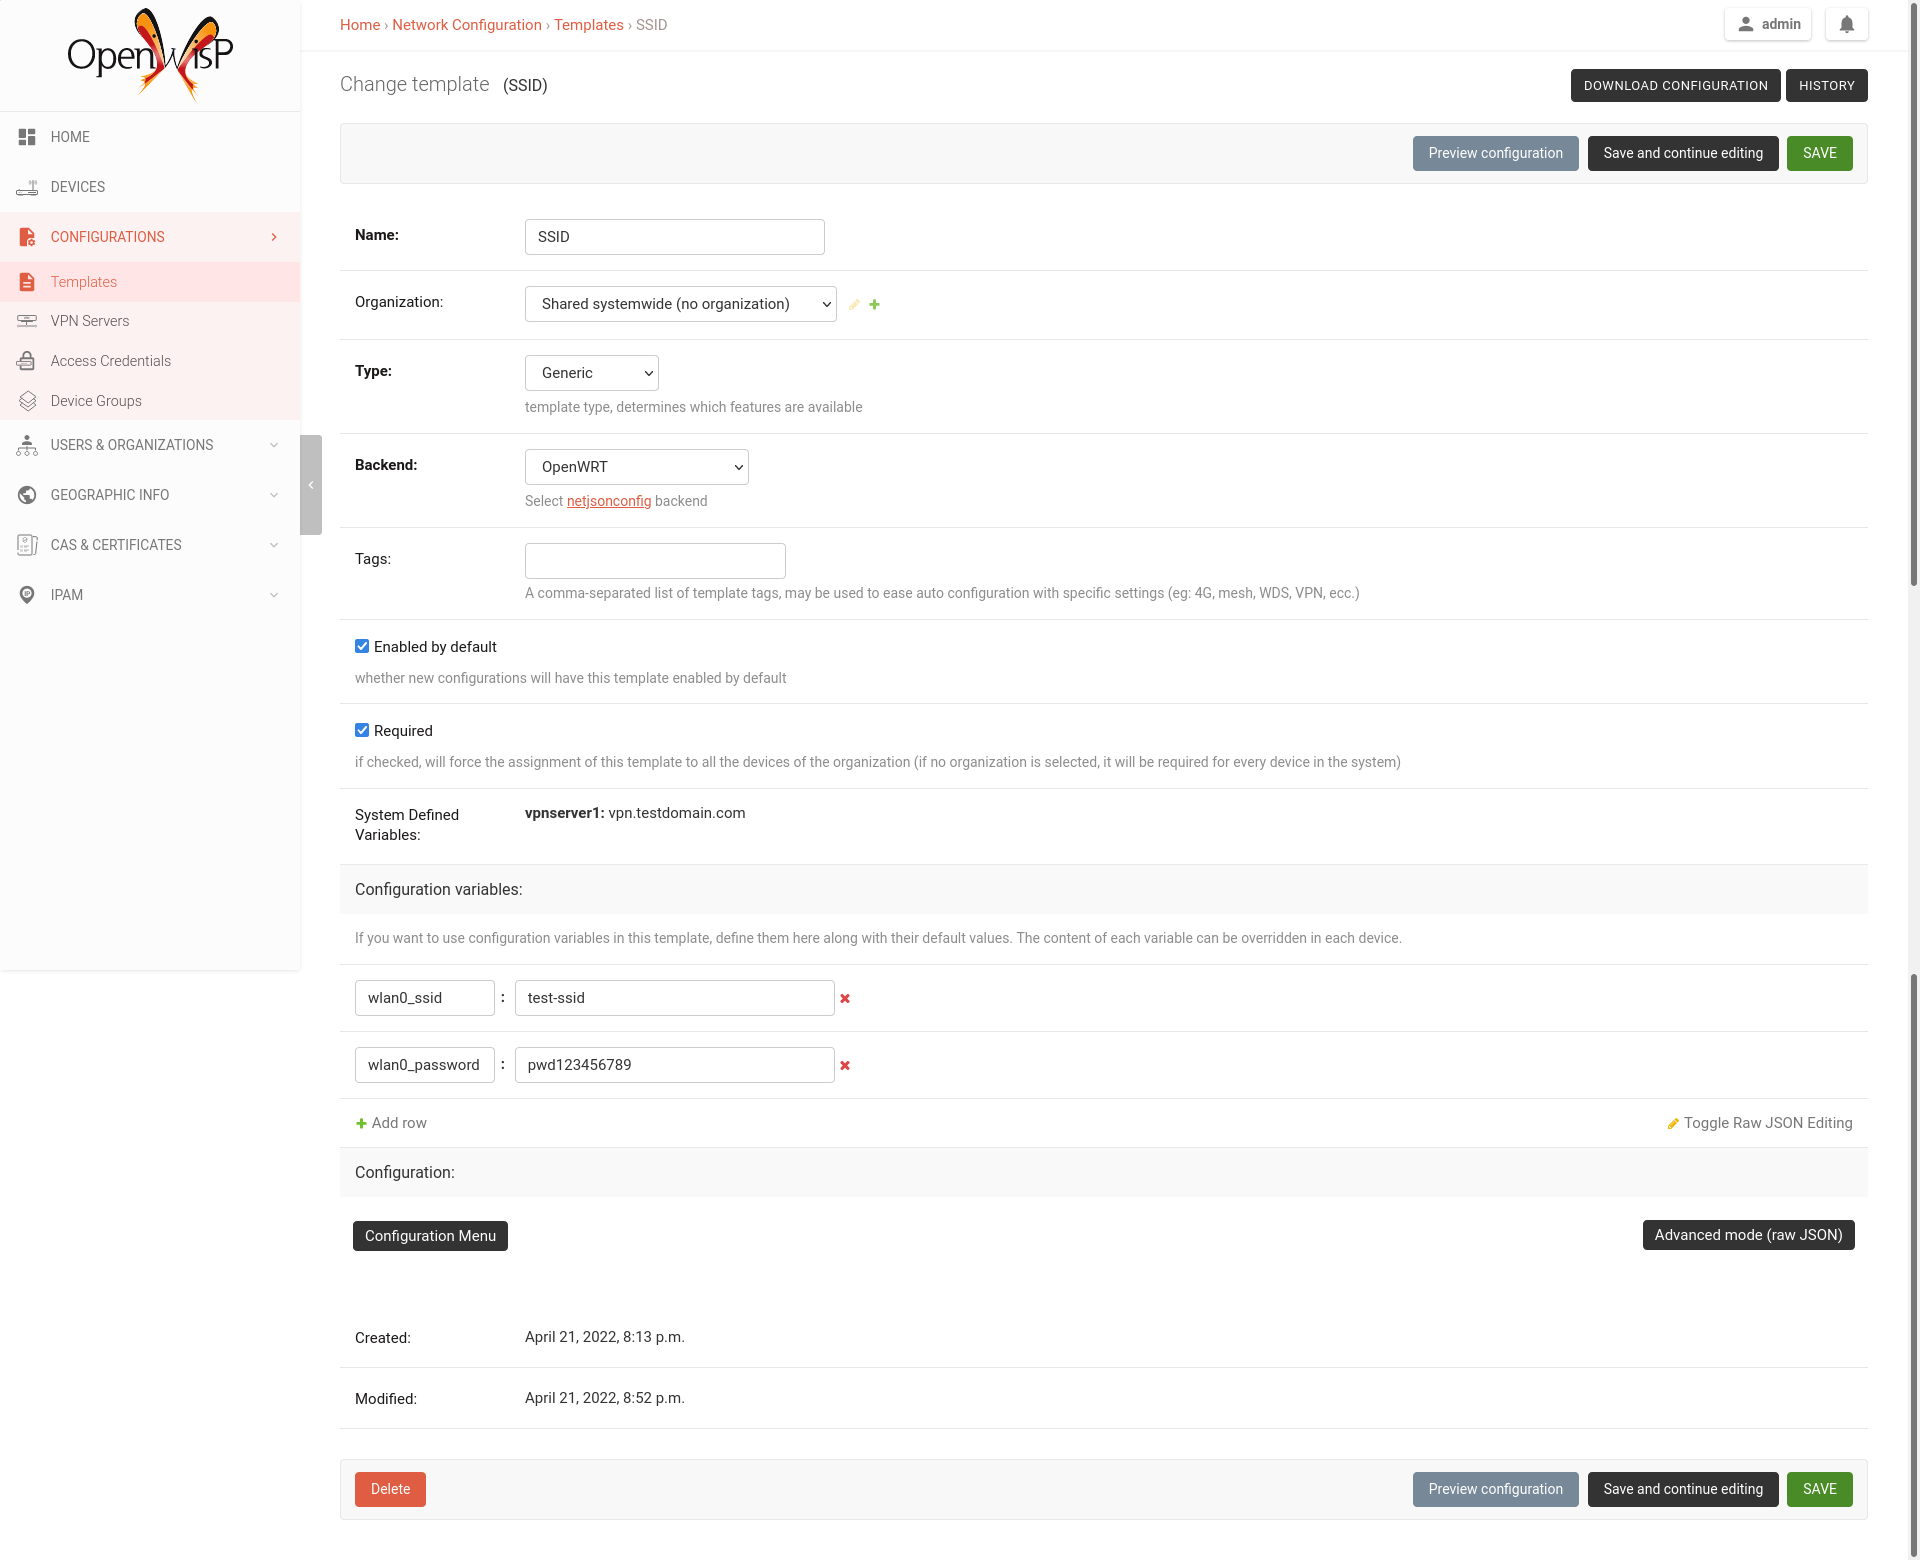 OpenWisP
HOME
DEVICES
CONFIGURATIONS
Templates
VPN Servers
Access Credentials
Device Groups
USERS & ORGANIZATIONS
GEOGRAPHIC INFO
CAS & CERTIFICATES
IPAM
Home › Network Configuration › Templates › SSID
admin
Change template (SSID)
DOWNLOAD CONFIGURATION
HISTORY
Preview configuration
Save and continue editing
SAVE
Name:
SSID
Organization:
Shared systemwide (no organization)
Type:
Generic
template type, determines which features are available
Backend:
OpenWRT
Select netjsonconfig backend
Tags:
A comma-separated list of template tags, may be used to ease auto configuration with specific settings (eg: 4G, mesh, WDS, VPN, ecc.)
Enabled by default
whether new configurations will have this template enabled by default
Required
if checked, will force the assignment of this template to all the devices of the organization (if no organization is selected, it will be required for every device in the system)
System Defined
Variables:
vpnserver1: vpn.testdomain.com
Configuration variables:
If you want to use configuration variables in this template, define them here along with their default values. The content of each variable can be overridden in each device.
wlan0_ssid : test-ssid
wlan0_password : pwd123456789
Add row
Toggle Raw JSON Editing
Configuration:
Configuration Menu
Advanced mode (raw JSON)
Created:
April 21, 2022, 8:13 p.m.
Modified:
April 21, 2022, 8:52 p.m.
Delete
Preview configuration
Save and continue editing
SAVE